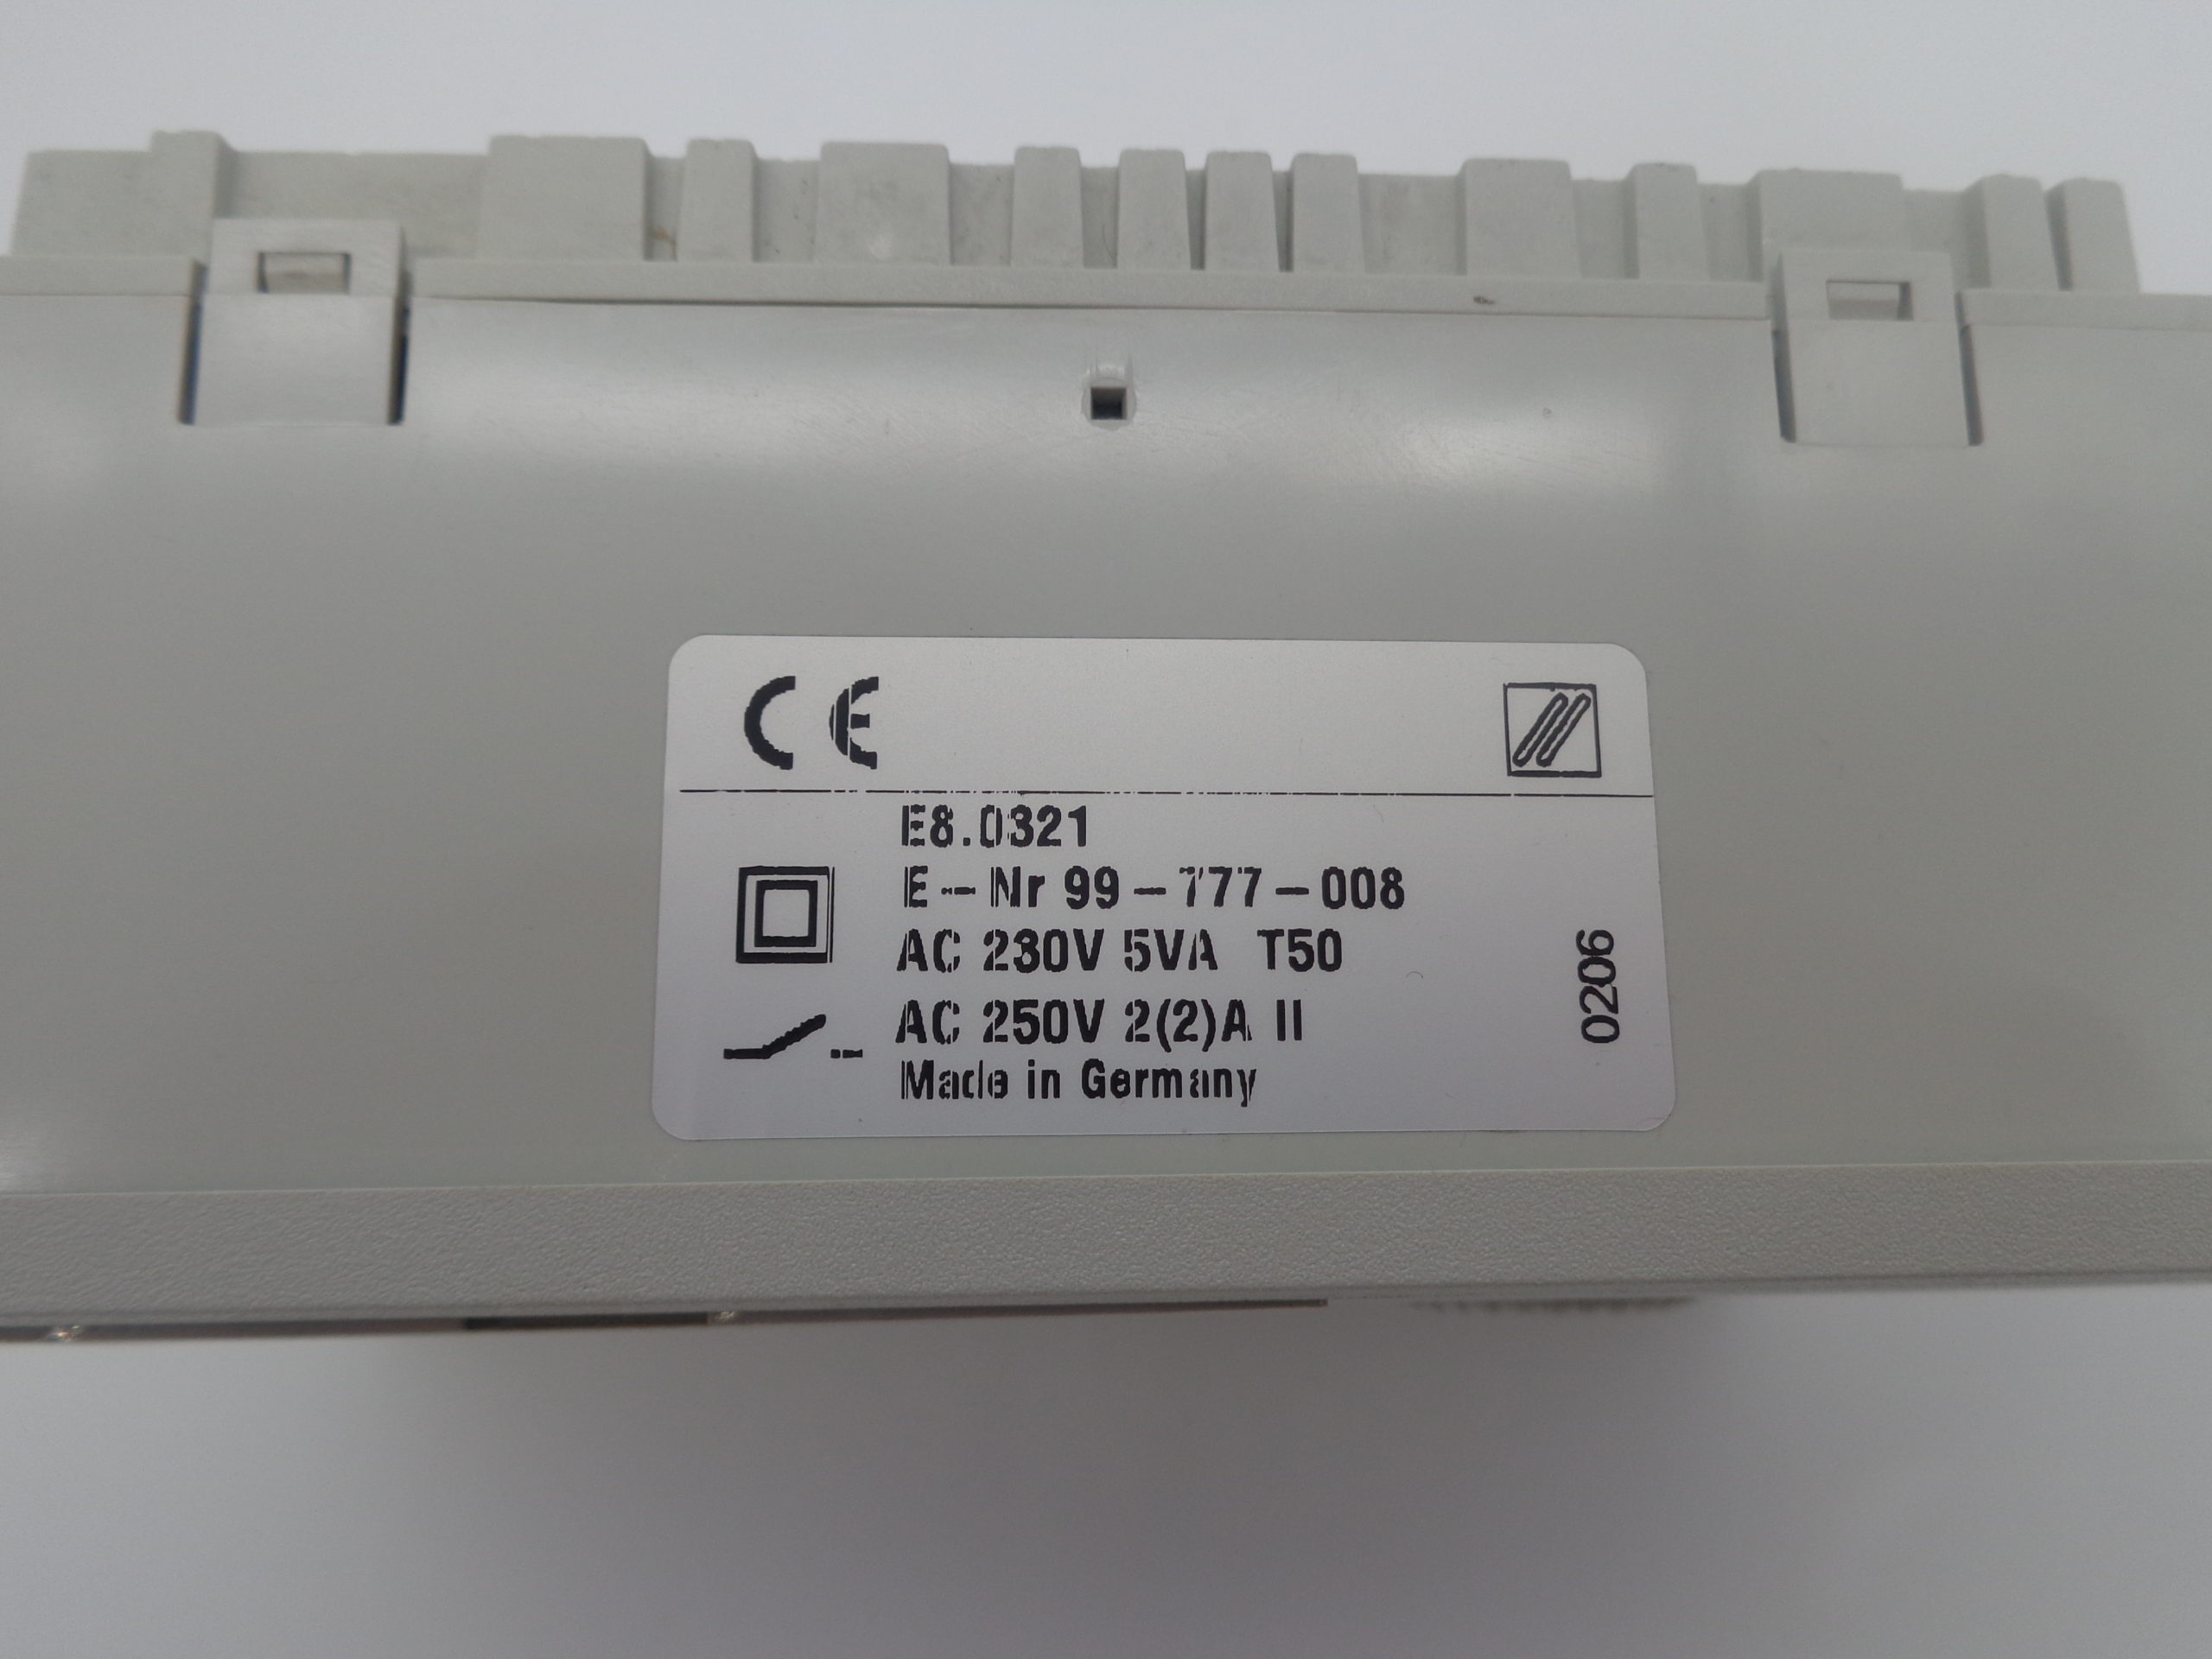 CE
E8.0321
E-Nr 99-777-008
AC 230V 5VA T50
AC 250V 2(2)A II
Made in Germany
0206